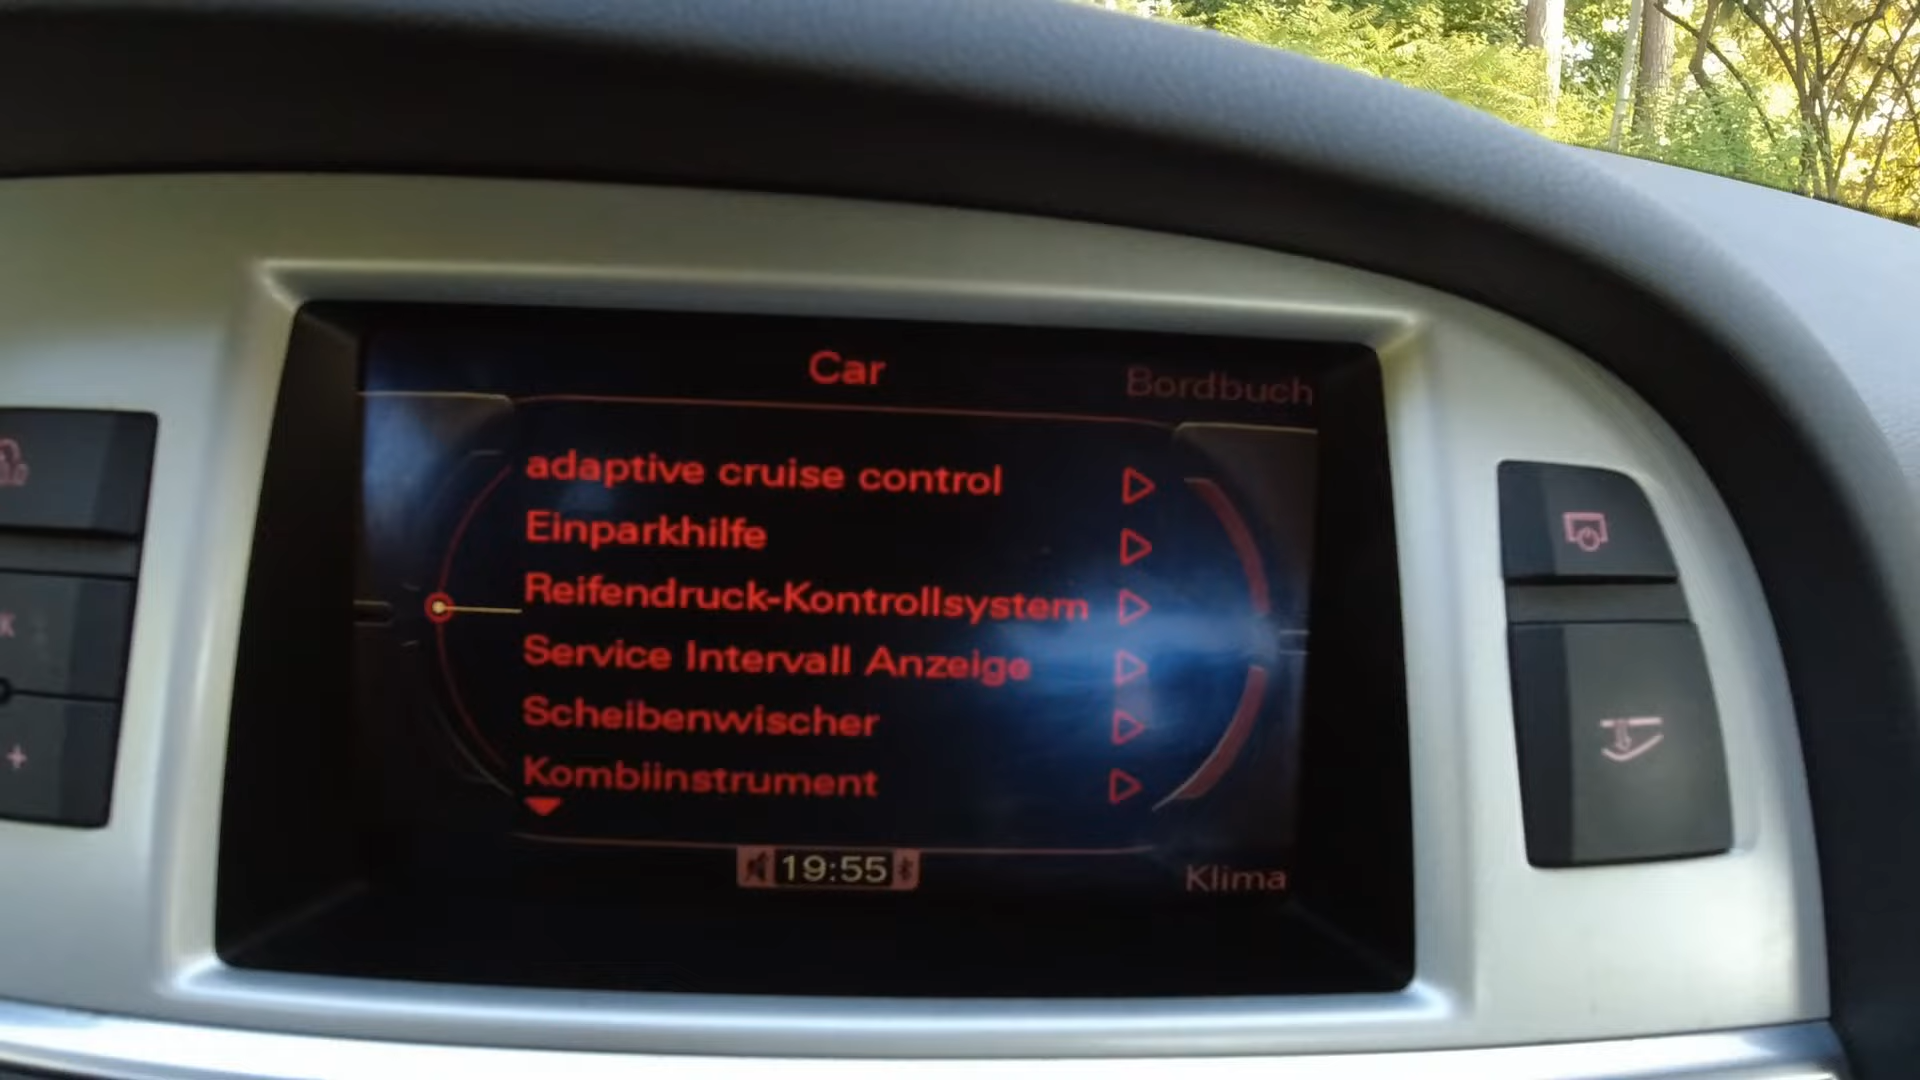 Car
Bordbuch
adaptive cruise control
Einparkhilfe
Reifendruck-Kontrollsystem
Service Intervall Anzeige
Scheibenwischer
Kombiinstrument
19:55
Klima
K
+